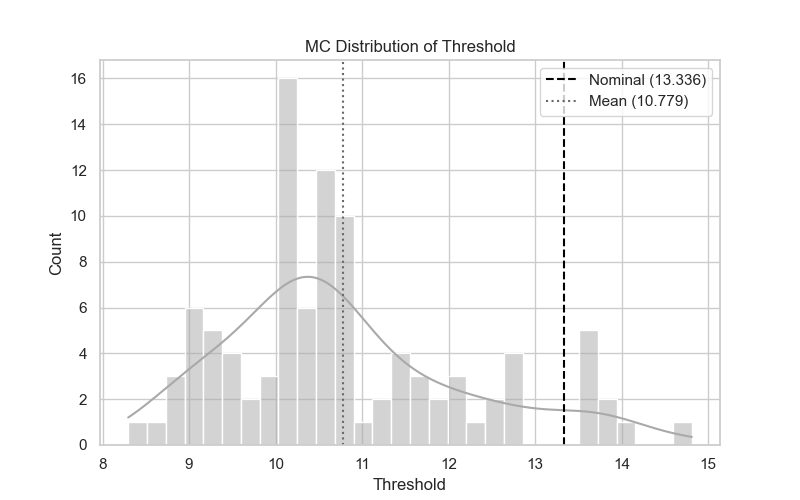 MC Distribution of Threshold
Nominal (13.336)
Mean (10.779)
Count
16
14
12
10
8
6
4
2
0
8 9 10 11 12 13 14 15
Threshold